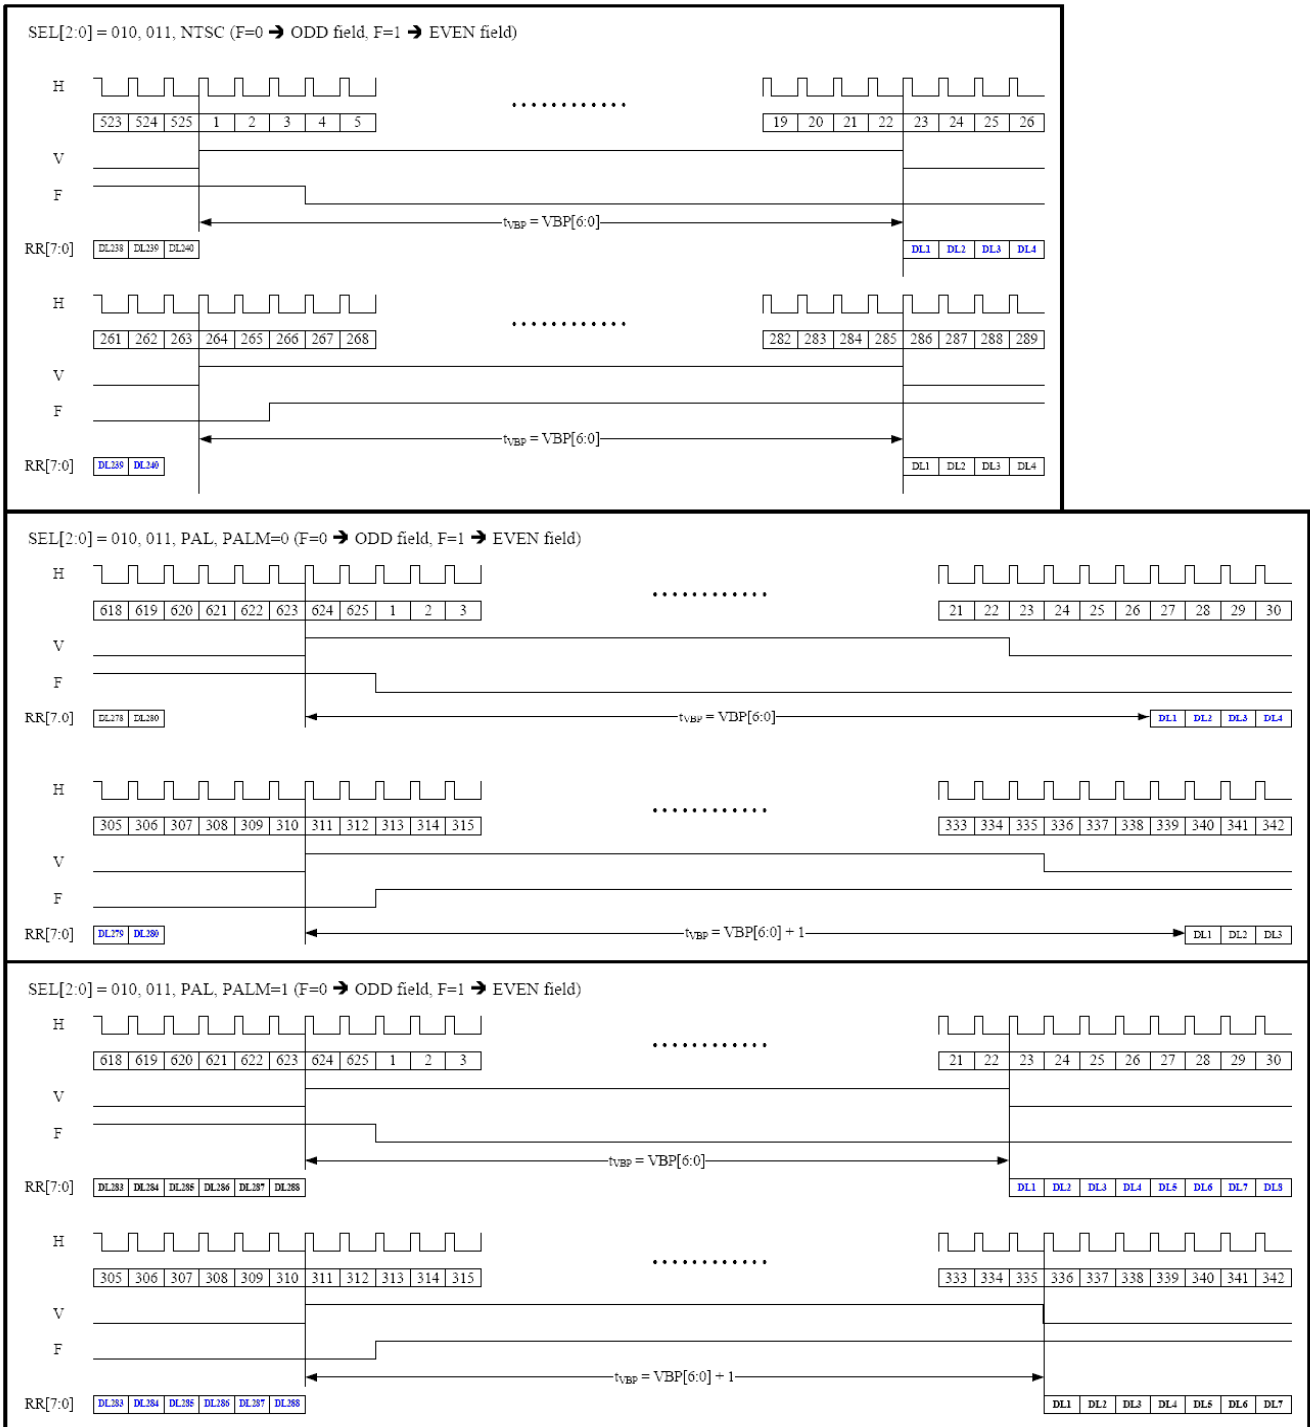 SEL[2:0] = 010, 011, NTSC (F=0 ➔ ODD field, F=1 ➔ EVEN field)
H
523 524 525 1 2 3 4 5 ............ 19 20 21 22 23 24 25 26
V
F
tVBP = VBP[6:0]
RR[7:0] DL238 DL239 DL240 DL1 DL2 DL3 DL4
H
261 262 263 264 265 266 267 268 ............ 282 283 284 285 286 287 288 289
V
F
tVBP = VBP[6:0]
RR[7:0] DL239 DL240 DL1 DL2 DL3 DL4
SEL[2:0] = 010, 011, PAL, PALM=0 (F=0 ➔ ODD field, F=1 ➔ EVEN field)
H
618 619 620 621 622 623 624 625 1 2 3 ............ 21 22 23 24 25 26 27 28 29 30
V
F
RR[7.0] DL278 DL280 tVBP = VBP[6:0] DL1 DL2 DL3 DL4
H
305 306 307 308 309 310 311 312 313 314 315 ............ 333 334 335 336 337 338 339 340 341 342
V
F
RR[7:0] DL279 DL280 tVBP = VBP[6:0] + 1 DL1 DL2 DL3
SEL[2:0] = 010, 011, PAL, PALM=1 (F=0 ➔ ODD field, F=1 ➔ EVEN field)
H
618 619 620 621 622 623 624 625 1 2 3 ............ 21 22 23 24 25 26 27 28 29 30
V
F
tVBP = VBP[6:0]
RR[7:0] DL283 DL284 DL285 DL286 DL287 DL288 DL1 DL2 DL3 DL4 DL5 DL6 DL7 DL8
H
305 306 307 308 309 310 311 312 313 314 315 ............ 333 334 335 336 337 338 339 340 341 342
V
F
tVBP = VBP[6:0] + 1
RR[7:0] DL283 DL284 DL285 DL286 DL287 DL288 DL1 DL2 DL3 DL4 DL5 DL6 DL7